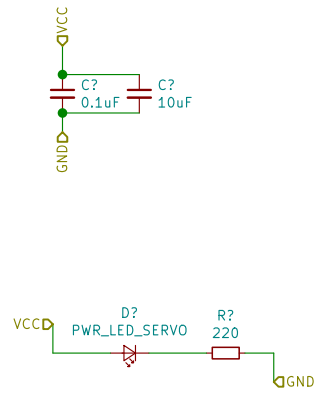 VCC
C?
0.1uF
C?
10uF
GND
D?
PWR_LED_SERVO
R?
220
VCC
GND